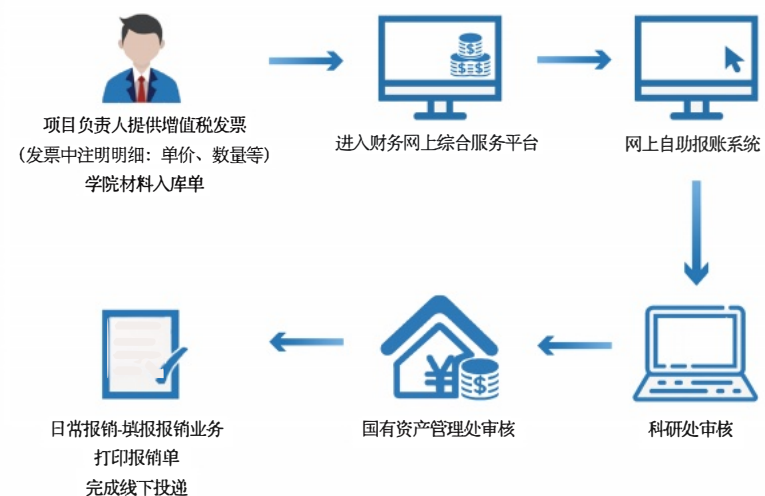 项目负责人提供增值税发票
（发票中注明明细：单价、数量等）
学院材料入库单
进入财务网上综合服务平台
网上自助报账系统
科研处审核
国有资产管理处审核
日常报销-填报报销业务
打印报销单
完成线下投递